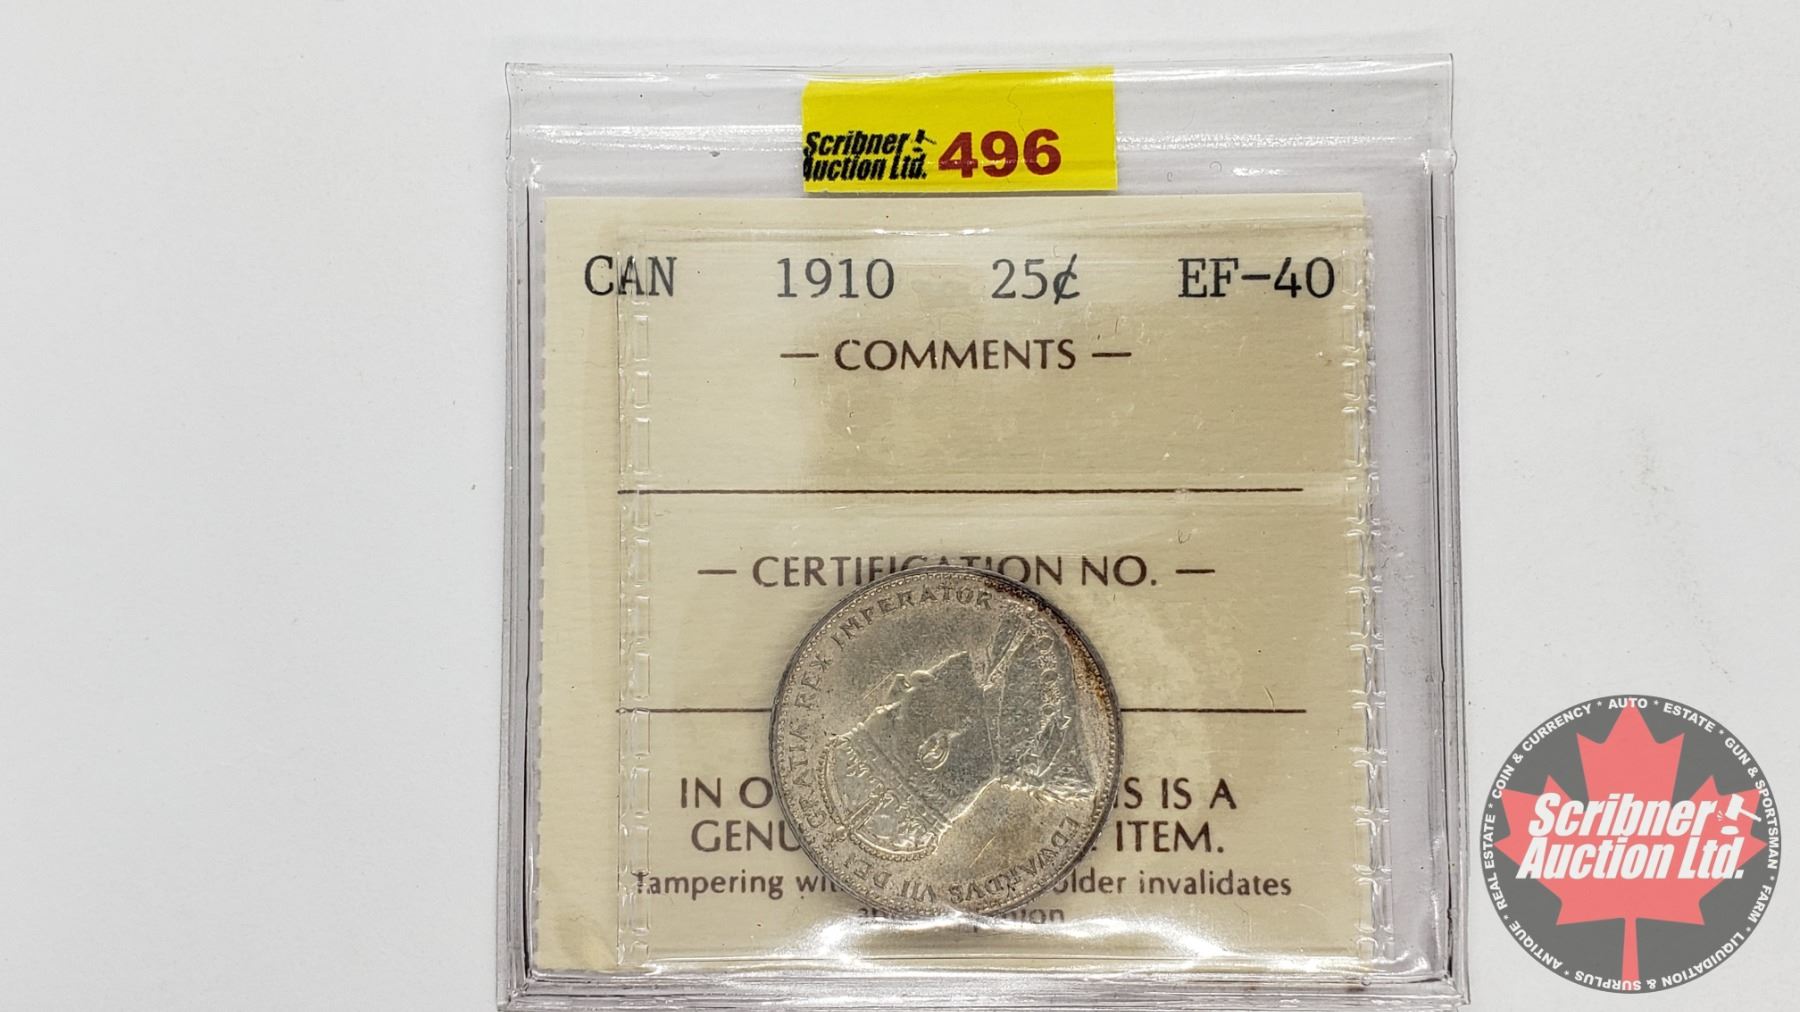 Scribner
Auction Ltd. 496
CAN 1910 25¢ EF-40
— COMMENTS —
— CERTIFICATION NO. —
EDWARDVS VII DEI GRATIA REX IMPERATOR
IN O IS IS A
GENU ITEM.
Tampering wit older invalidates
COIN & CURRENCY * AUTO * ESTATE * GUN & SPORTSMAN * FARM * LIQUIDATION & SURPLUS * ANTIQUE * REAL ESTATE *
Scribner
Auction Ltd.